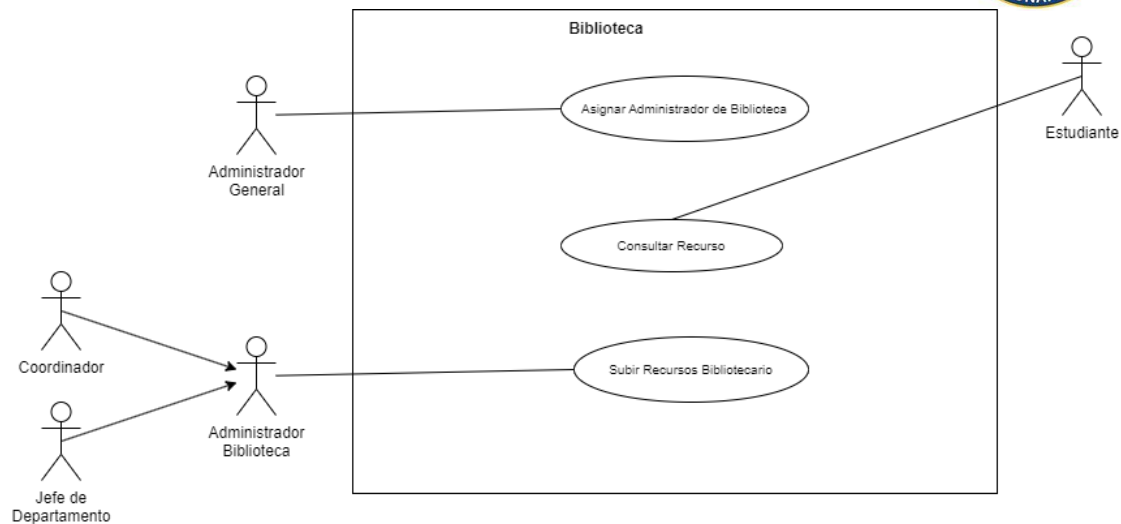 Biblioteca
Asignar Administrador de Biblioteca
Estudiante
Administrador
General
Consultar Recurso
Coordinador
Subir Recursos Bibliotecario
Administrador
Biblioteca
Jefe de
Departamento